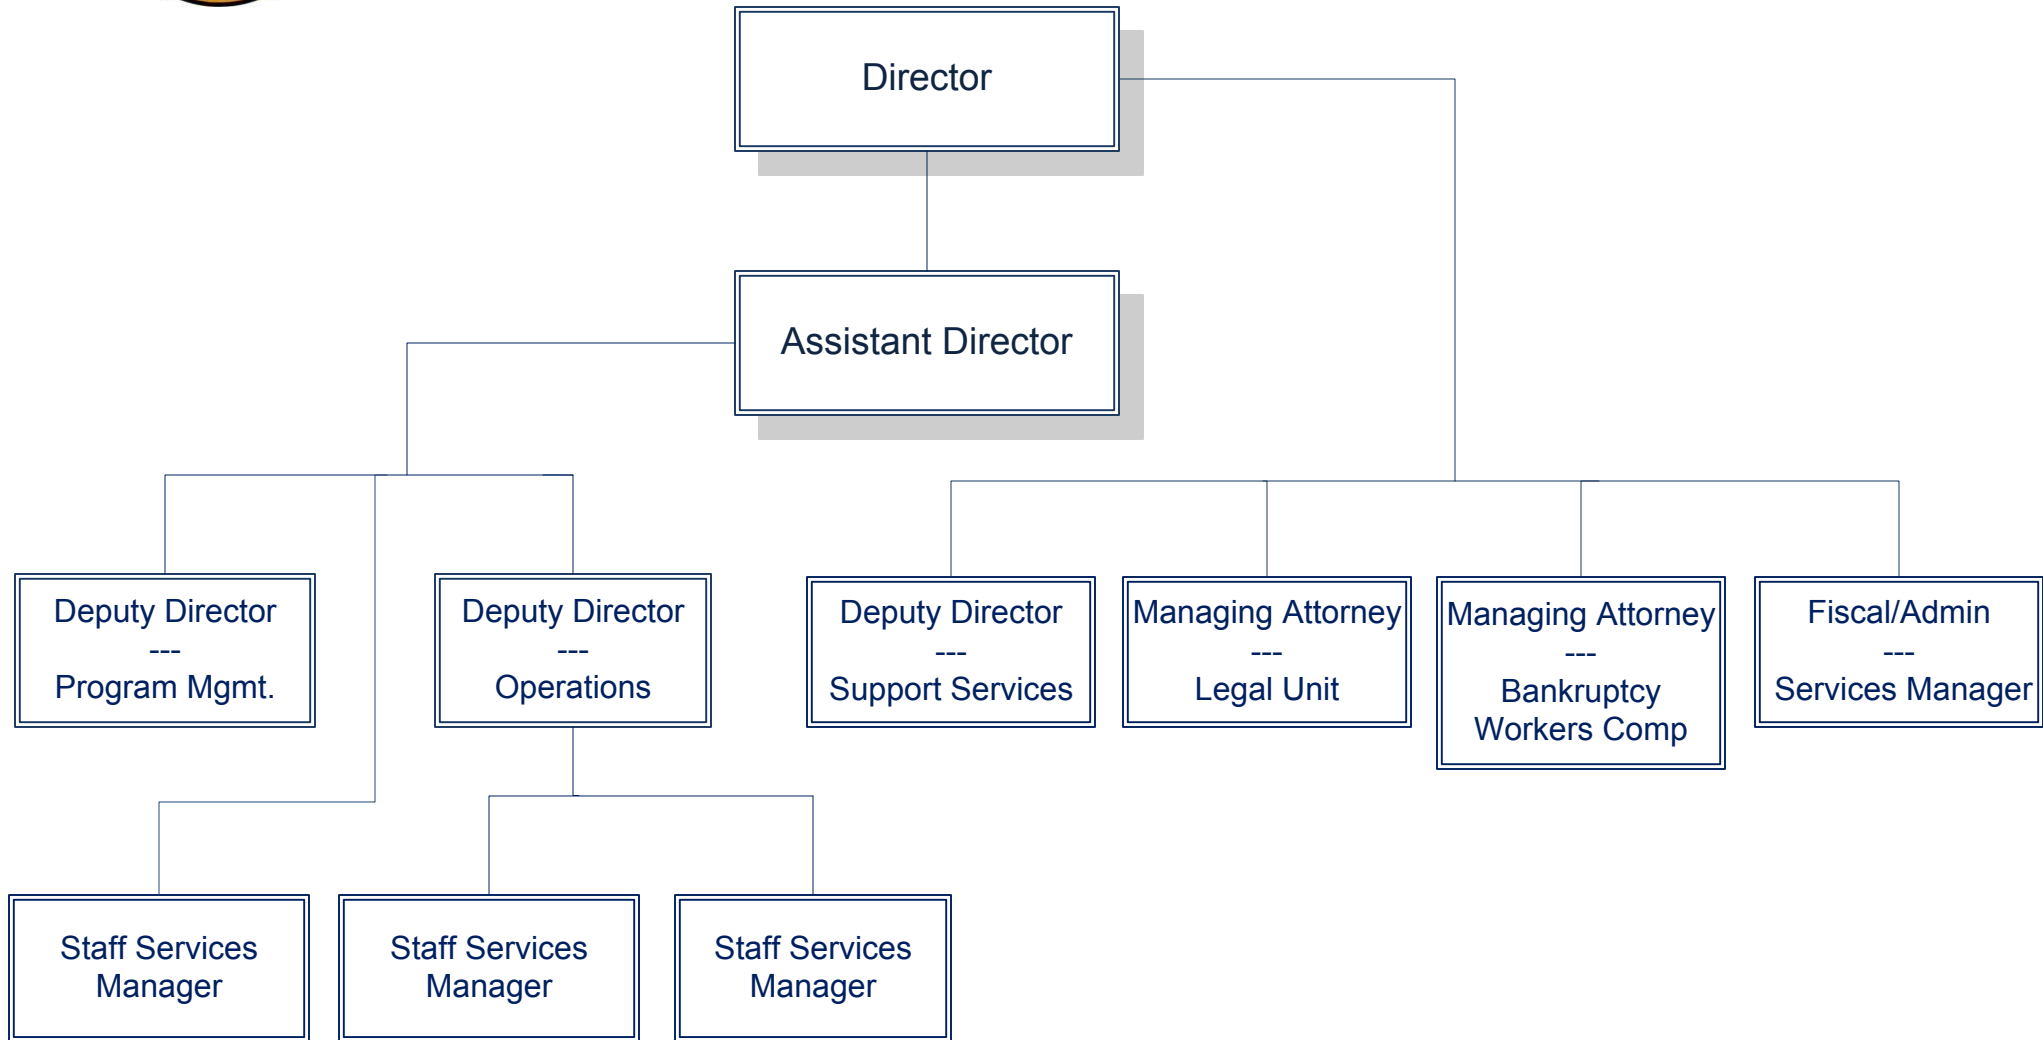 Director
Assistant Director
Deputy Director
---
Program Mgmt.
Deputy Director
---
Operations
Deputy Director
---
Support Services
Managing Attorney
---
Legal Unit
Managing Attorney
---
Bankruptcy
Workers Comp
Fiscal/Admin
---
Services Manager
Staff Services
Manager
Staff Services
Manager
Staff Services
Manager